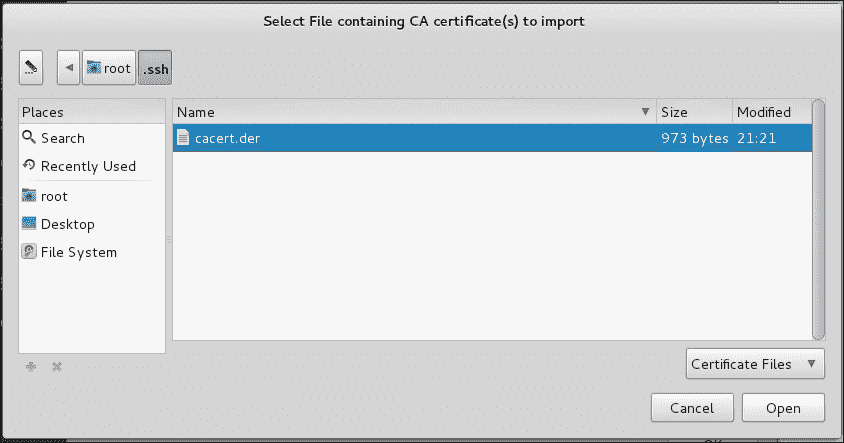 Select File containing CA certificate(s) to import
root .ssh
Places
Search
Recently Used
root
Desktop
File System
Name Size Modified
cacert.der 973 bytes 21:21
Certificate Files
Cancel Open